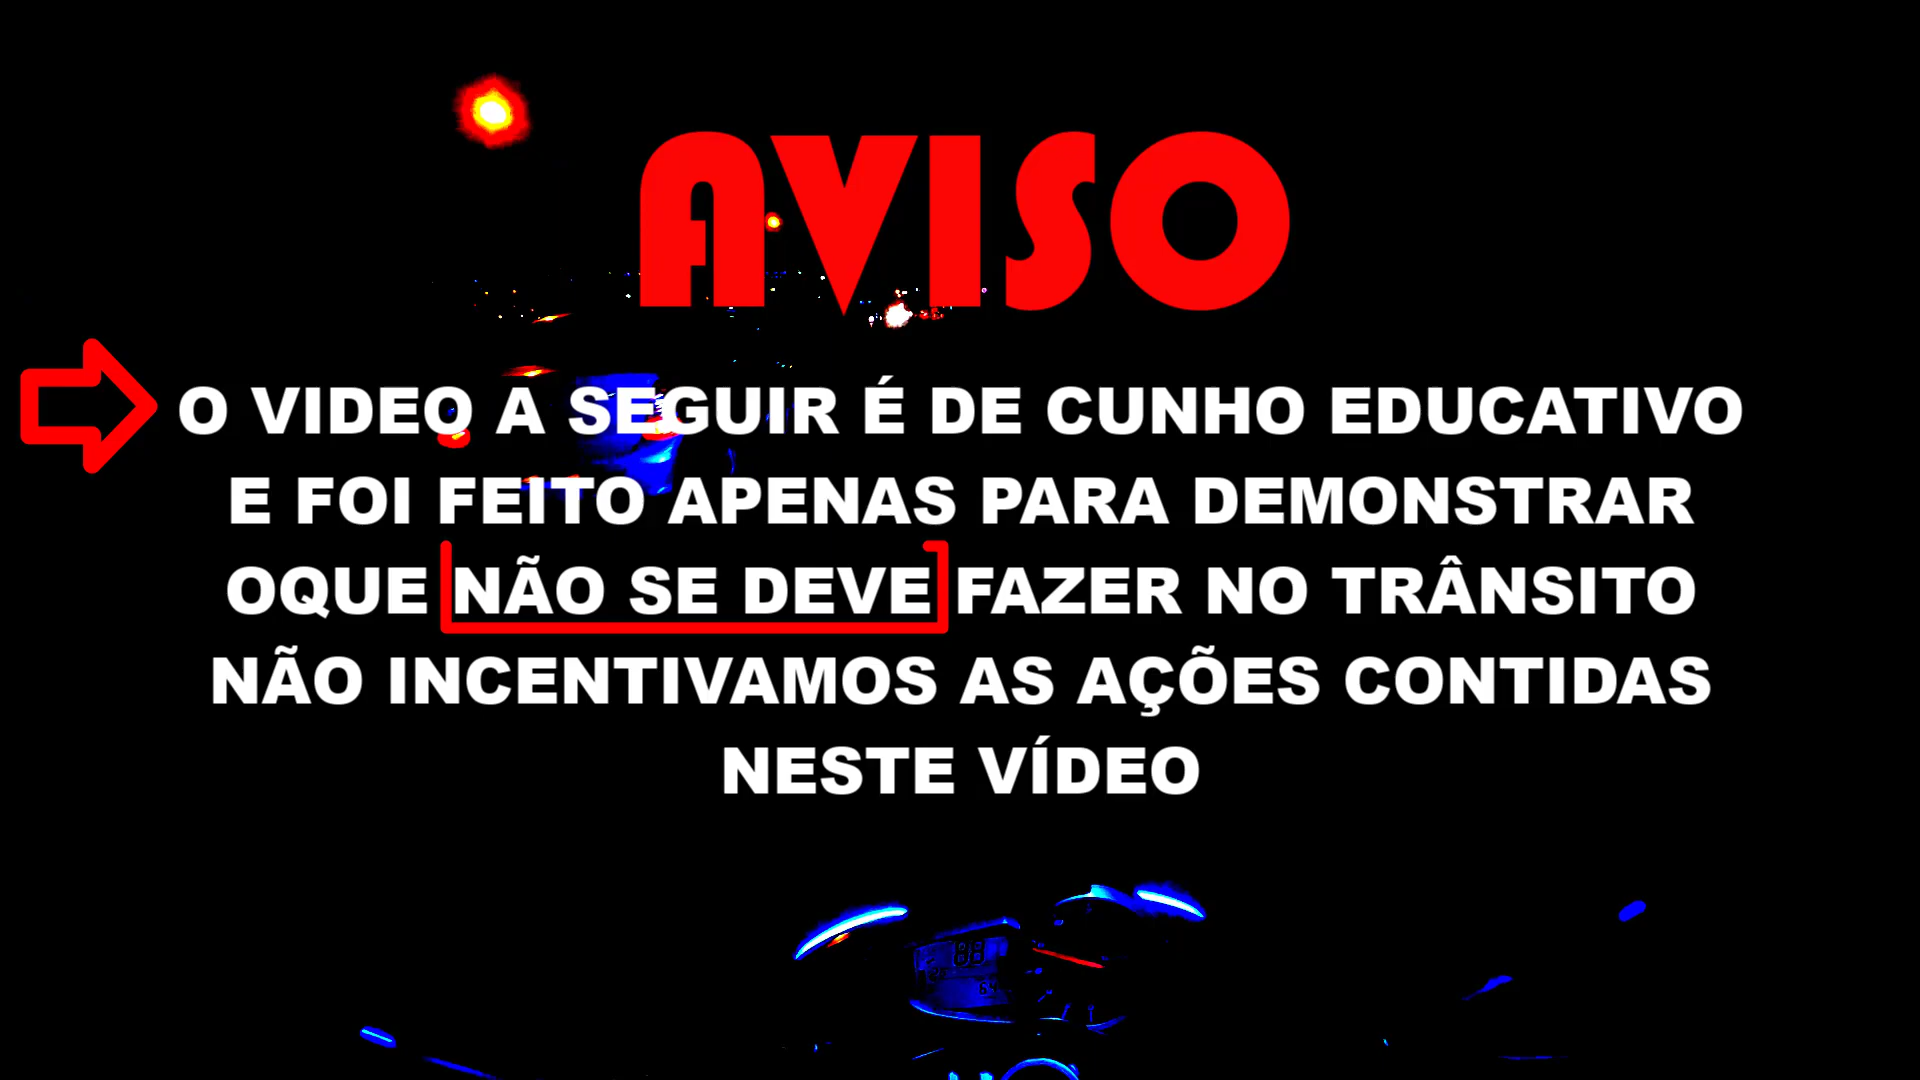 AVISO
O VIDEO A SEGUIR É DE CUNHO EDUCATIVO
E FOI FEITO APENAS PARA DEMONSTRAR
OQUE NÃO SE DEVE FAZER NO TRÂNSITO
NÃO INCENTIVAMOS AS AÇÕES CONTIDAS
NESTE VÍDEO
88